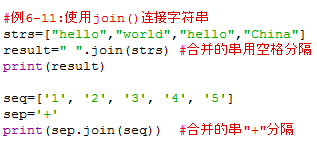 #例6-11:使用join()连接字符串
strs=["hello","world","hello","China"]
result=" ".join(strs) #合并的串用空格分隔
print(result)
seq=['1', '2', '3', '4', '5']
sep='+'
print(sep.join(seq))  #合并的串"+"分隔